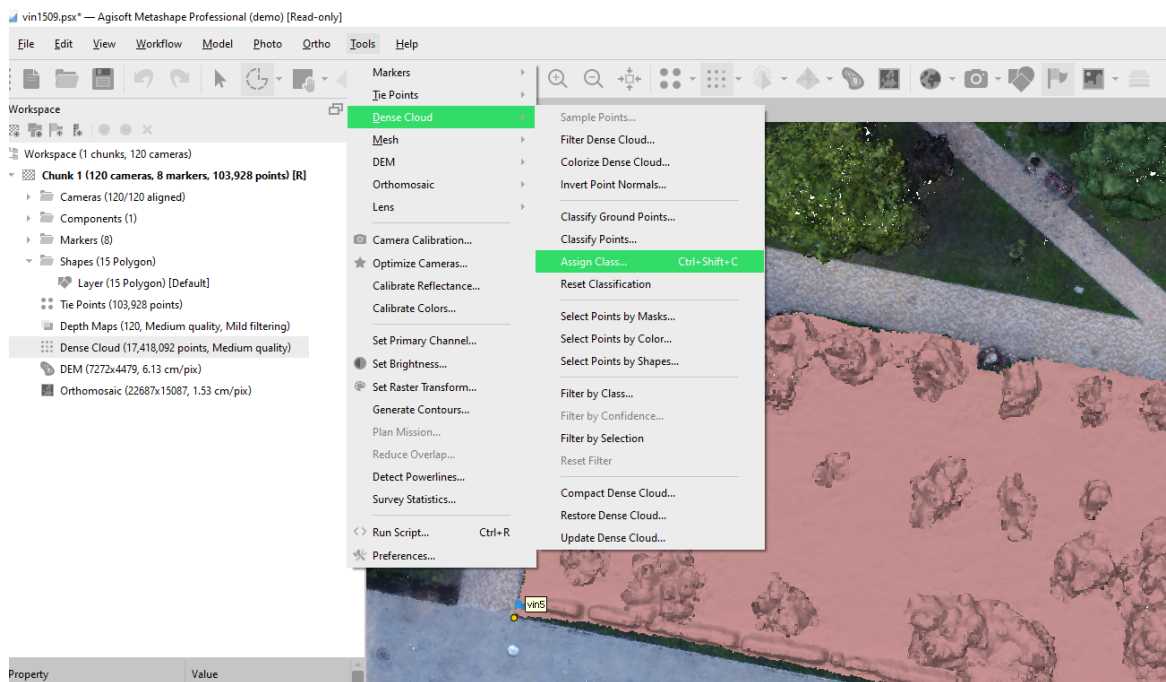 vin1509.psx* — Agisoft Metashape Professional (demo) [Read-only]
File Edit View Workflow Model Photo Ortho Tools Help
Workspace
Workspace (1 chunks, 120 cameras)
Chunk 1 (120 cameras, 8 markers, 103,928 points) [R]
Cameras (120/120 aligned)
Components (1)
Markers (8)
Shapes (15 Polygon)
Layer (15 Polygon) [Default]
Tie Points (103,928 points)
Depth Maps (120, Medium quality, Mild filtering)
Dense Cloud (17,418,092 points, Medium quality)
DEM (7272x4479, 6.13 cm/pix)
Orthomosaic (22687x15087, 1.53 cm/pix)
Property Value
Markers
Tie Points
Dense Cloud
Mesh
DEM
Orthomosaic
Lens
Camera Calibration...
Optimize Cameras...
Calibrate Reflectance...
Calibrate Colors...
Set Primary Channel...
Set Brightness...
Set Raster Transform...
Generate Contours...
Plan Mission...
Reduce Overlap...
Detect Powerlines...
Survey Statistics...
Run Script... Ctrl+R
Preferences...
Sample Points...
Filter Dense Cloud...
Colorize Dense Cloud...
Invert Point Normals...
Classify Ground Points...
Classify Points...
Assign Class... Ctrl+Shift+C
Reset Classification
Select Points by Masks...
Select Points by Color...
Select Points by Shapes...
Filter by Class...
Filter by Confidence...
Filter by Selection
Reset Filter
Compact Dense Cloud...
Restore Dense Cloud...
Update Dense Cloud...
vin5